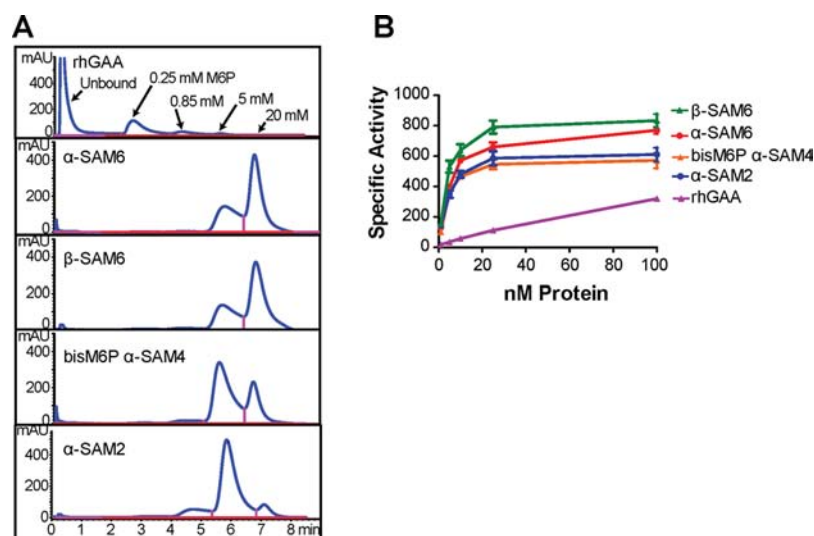 A
mAU
rhGAA
Unbound
0.25 mM M6P
0.85 mM
5 mM
20 mM
400
200
0
mAU
α-SAM6
400
200
0
mAU
β-SAM6
400
200
0
mAU
bisM6P α-SAM4
400
200
0
mAU
α-SAM2
400
200
0
0 1 2 3 4 5 6 7 8 min
B
Specific Activity
1000
800
600
400
200
0
0 20 40 60 80 100
nM Protein
β-SAM6
α-SAM6
bisM6P α-SAM4
α-SAM2
rhGAA